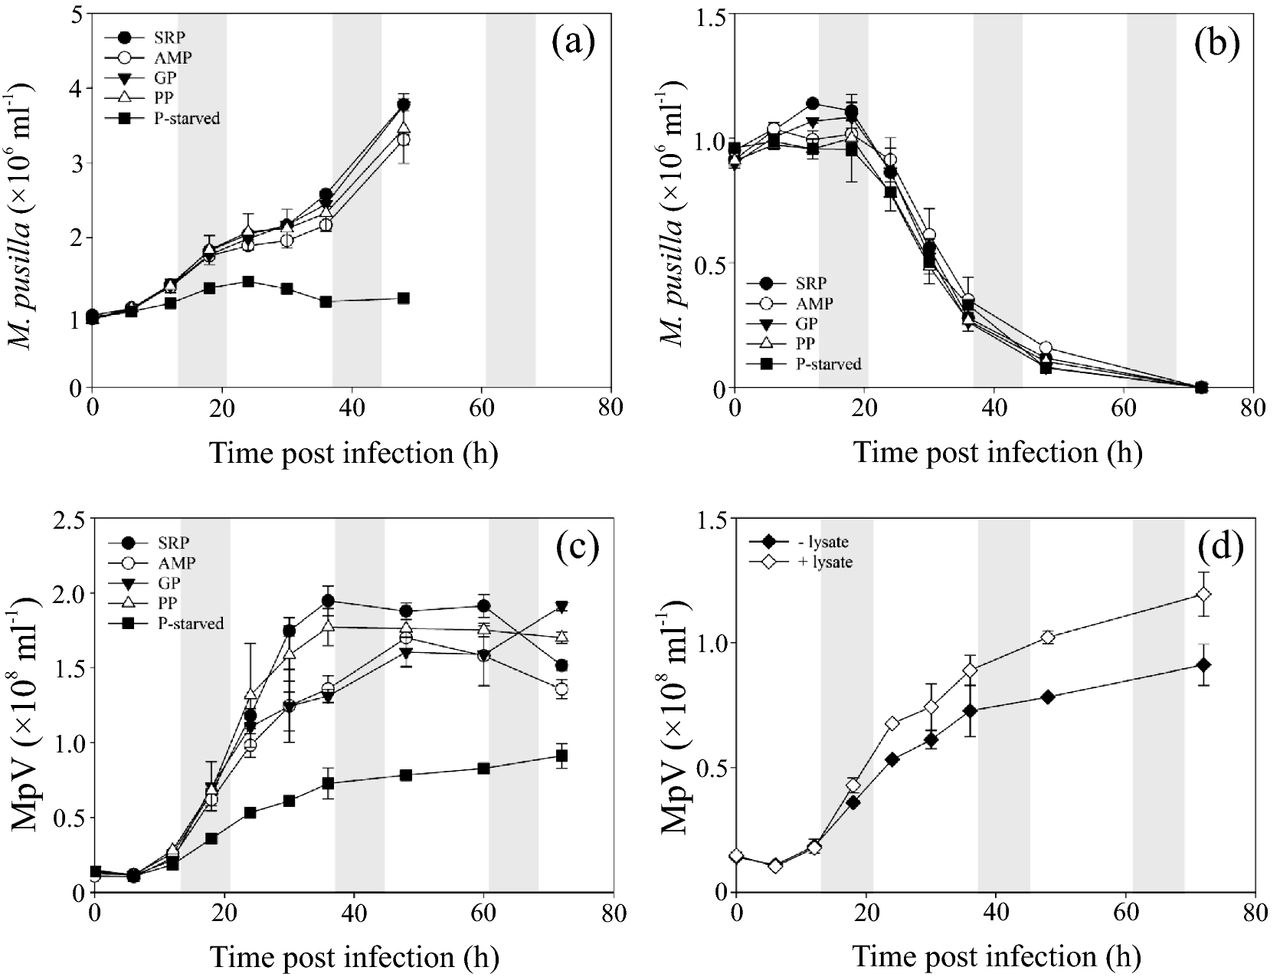 (a)
5
4
3
2
1
0
M. pusilla (×10⁶ ml⁻¹)
SRP
AMP
GP
PP
P-starved
0 20 40 60 80
Time post infection (h)
(b)
1.5
1.0
0.5
0
M. pusilla (×10⁶ ml⁻¹)
SRP
AMP
GP
PP
P-starved
0 20 40 60 80
Time post infection (h)
(c)
2.5
2.0
1.5
1.0
0.5
0
MpV (×10⁸ ml⁻¹)
SRP
AMP
GP
PP
P-starved
0 20 40 60 80
Time post infection (h)
(d)
1.5
1.0
0.5
0
MpV (×10⁸ ml⁻¹)
- lysate
+ lysate
0 20 40 60 80
Time post infection (h)